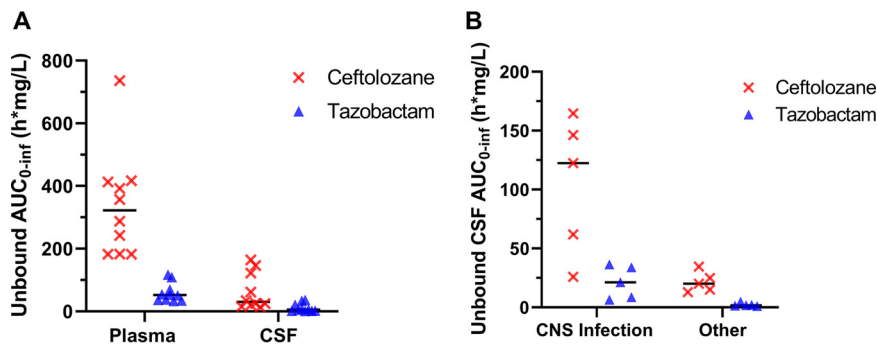 A
Unbound AUC0-inf (h*mg/L)
800
600
400
200
0
Ceftolozane
Tazobactam
Plasma
CSF
B
Unbound CSF AUC0-inf (h*mg/L)
200
150
100
50
0
Ceftolozane
Tazobactam
CNS Infection
Other